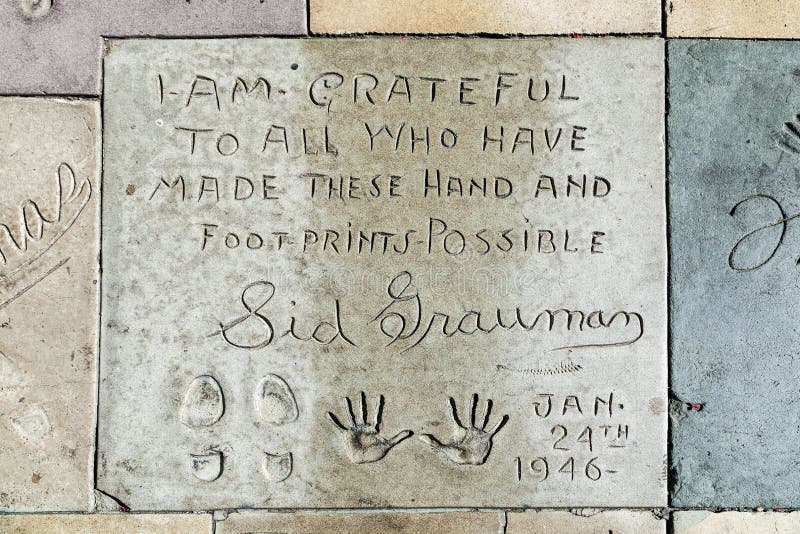 I-AM-GRATEFUL
TO ALL WHO HAVE
MADE THESE HAND AND
FOOT-PRINTS-POSSIBLE
Sid Grauman
JAN.
24TH
1946-